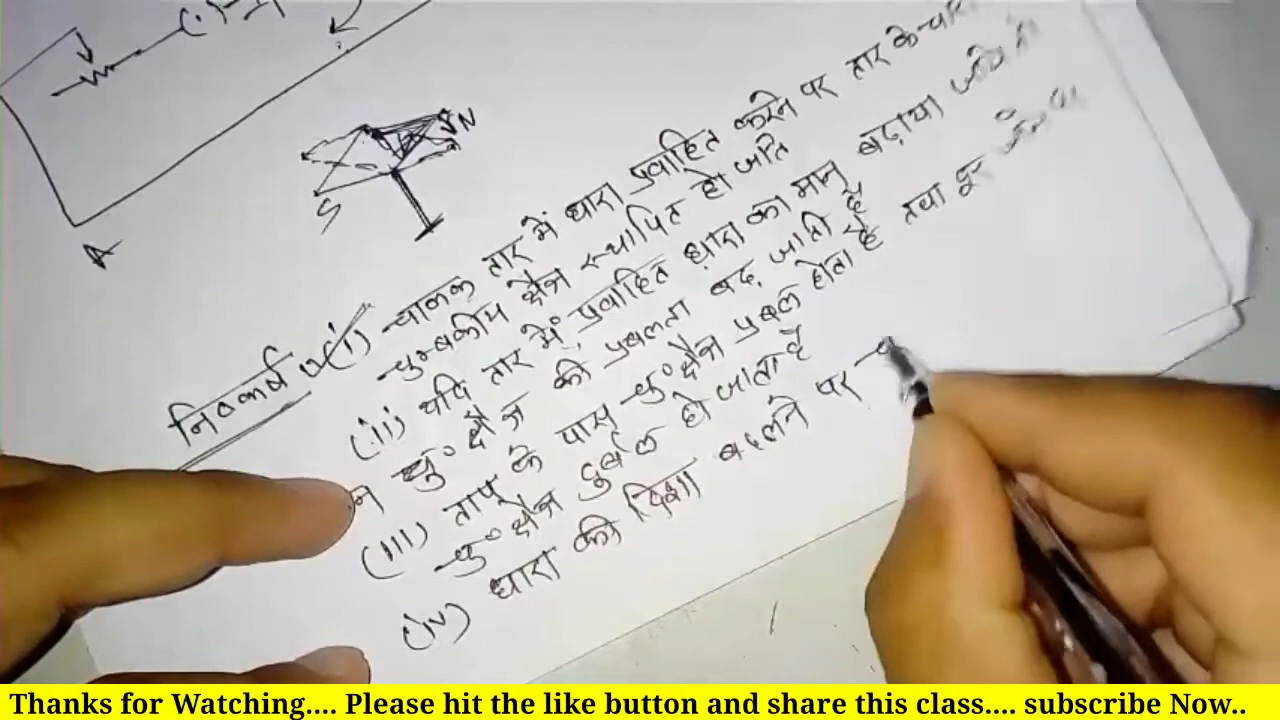 S
N
A
निष्कर्ष (i) चालक तार में धारा प्रवाहित करने पर तार के
चुम्बकीय क्षेत्र स्थापित हो जाते
(ii) यदि तार में प्रवाहित धारा का मान बढ़ाया जाये तो
चु० क्षेत्र की प्रबलता बढ़ जाती है
(iii) तार के पास चु० क्षेत्र प्रबल होता है तथा दूर
चु० क्षेत्र दुर्बल हो जाता है
(iv) धारा की दिशा बदलने पर
Thanks for Watching.... Please hit the like button and share this class.... subscribe Now..